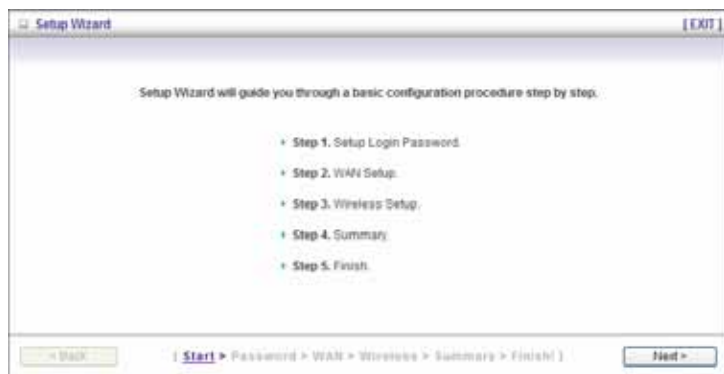 Setup Wizard [ EXIT ]
Setup Wizard will guide you through a basic configuration procedure step by step.
Step 1. Setup Login Password.
Step 2. WAN Setup.
Step 3. Wireless Setup.
Step 4. Summary.
Step 5. Finish.
< Back [ Start > Password > WAN > Wireless > Summary > Finish! ] Next >